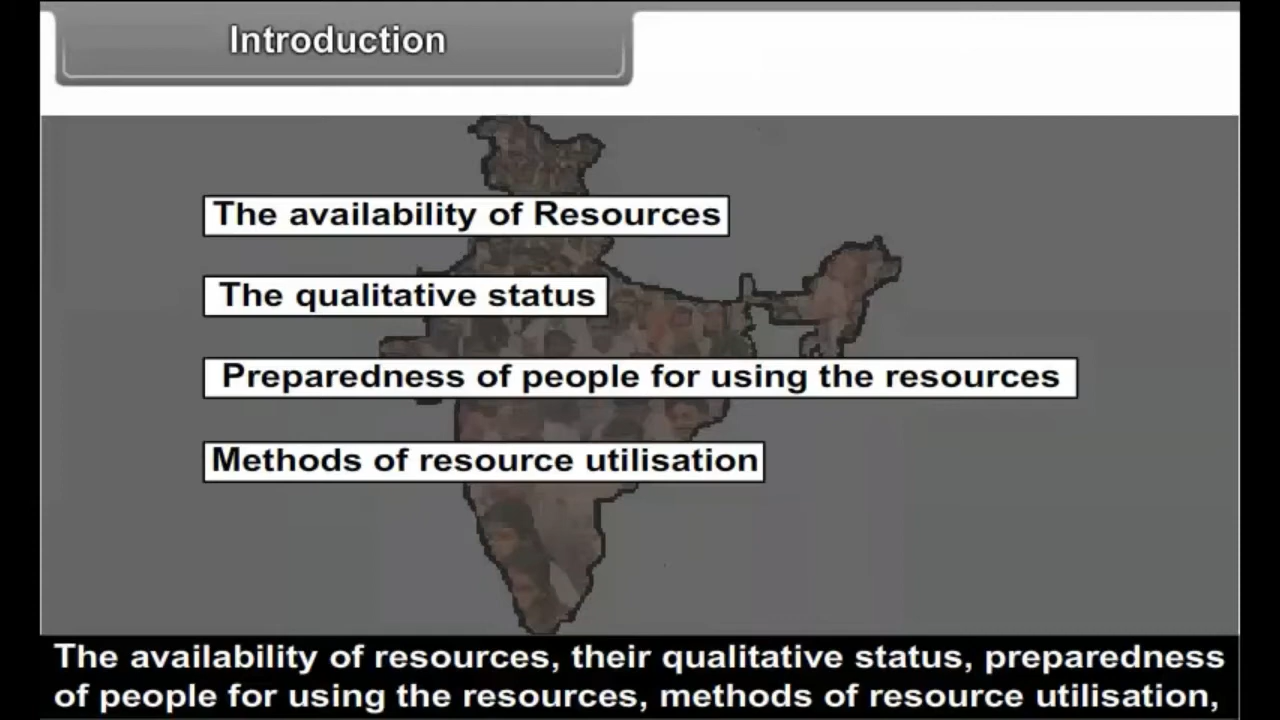 Introduction
The availability of Resources
The qualitative status
Preparedness of people for using the resources
Methods of resource utilisation
The availability of resources, their qualitative status, preparedness
of people for using the resources, methods of resource utilisation,